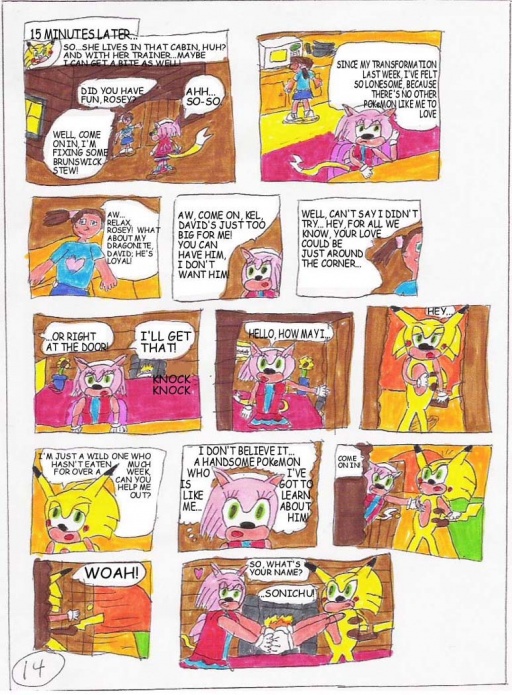 15 MINUTES LATER...
SO...SHE LIVES IN THAT CABIN, HUH?
AND WITH HER TRAINER...MAYBE
I CAN GET A BITE AS WELL!
DID YOU HAVE
FUN, ROSEY?
AHH...
SO-SO.
WELL, COME
ON IN, I'M
FIXING SOME
BRUNSWICK
STEW!
SINCE MY TRANSFORMATION
LAST WEEK, I'VE FELT
SO LONESOME, BECAUSE
THERE'S NO OTHER
POKeMON LIKE ME TO
LOVE
AW...
RELAX,
ROSEY! WHAT
ABOUT MY
DRAGONITE,
DAVID; HE'S
LOYAL!
AW, COME ON, KEL,
DAVID'S JUST TOO
BIG FOR ME!
YOU CAN
HAVE HIM,
I DON'T
WANT HIM
WELL, CAN'T SAY I DIDN'T
TRY... HEY, FOR ALL WE
KNOW, YOUR LOVE
COULD BE
JUST AROUND
THE CORNER...
...OR RIGHT
AT THE DOOR!
I'LL GET
THAT!
KNOCK
KNOCK
HELLO, HOW MAY I...
HEY...
I'M JUST A WILD ONE WHO
HASN'T EATEN MUCH
FOR OVER A WEEK,
CAN YOU
HELP ME
OUT?
I DON'T BELIEVE IT...
A HANDSOME POKeMON
WHO IS LIKE ME...
I'VE GOT TO LEARN ABOUT HIM!
COME
ON IN!
WOAH!
SO, WHAT'S
YOUR NAME?
...SONICHU!
14